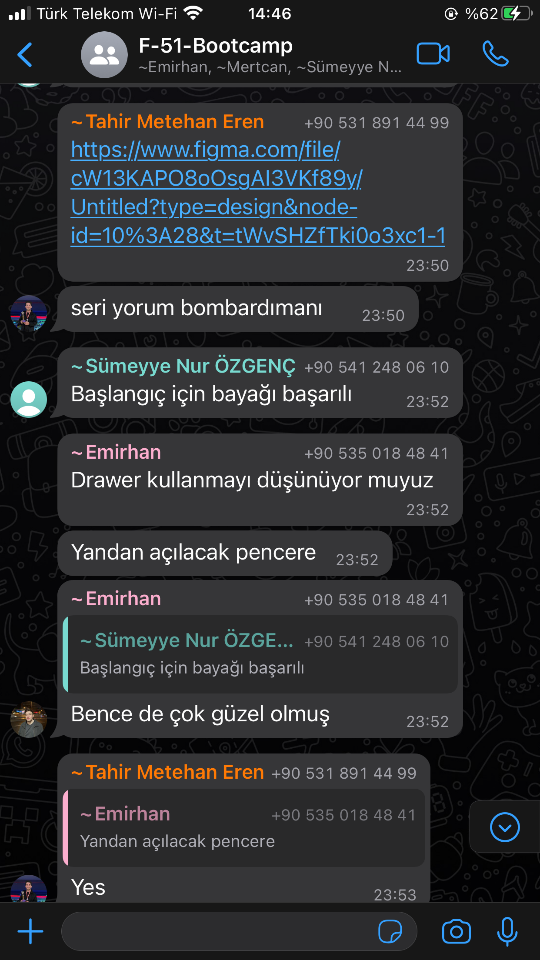 Türk Telekom Wi-Fi 14:46 %62
F-51-Bootcamp
~Emirhan, ~Mertcan, ~Sümeyye N...
~Tahir Metehan Eren +90 531 891 44 99
https://www.figma.com/file/
cW13KAPO8oOsgAI3VKf89y/
Untitled?type=design&node-
id=10%3A28&t=tWvSHZfTki0o3xc1-1
23:50
seri yorum bombardımanı 23:50
~Sümeyye Nur ÖZGENÇ +90 541 248 06 10
Başlangıç için bayağı başarılı 23:52
~Emirhan +90 535 018 48 41
Drawer kullanmayı düşünüyor muyuz
23:52
Yandan açılacak pencere 23:52
~Emirhan +90 535 018 48 41
~Sümeyye Nur ÖZGE... +90 541 248 06 10
Başlangıç için bayağı başarılı
Bence de çok güzel olmuş 23:52
~Tahir Metehan Eren +90 531 891 44 99
~Emirhan +90 535 018 48 41
Yandan açılacak pencere
Yes 23:53